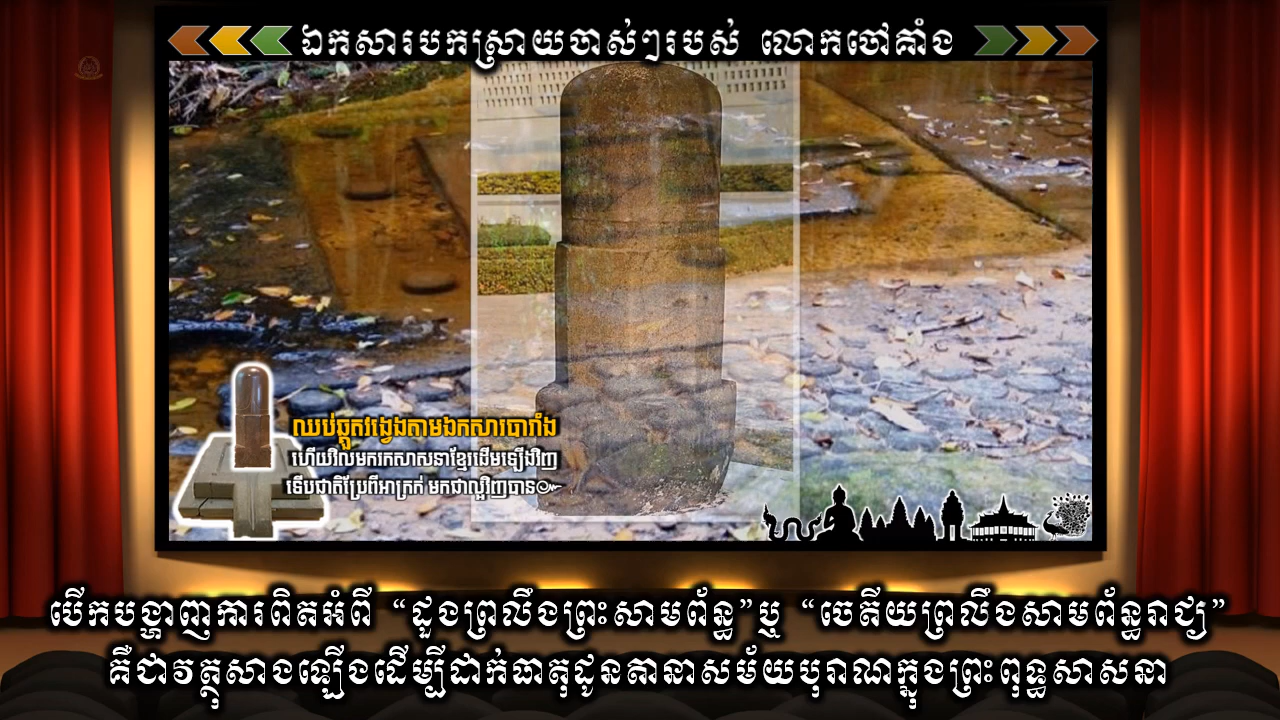 ឯកសារបកស្រាយចាស់ៗរបស់ លោកចៅគាំង
ឈប់ឆ្កួតវង្វេងតាមឯកសារបារាំង
ហើយវិលមករកសាសនាខ្មែរដើមឡើងវិញ
ទើបជាតិប្រែពីអាក្រក់ មកជាល្អវិញបាន៚
បើកបង្ហាញការពិតអំពី “ដួងព្រលឹងព្រះសាមព័ន្ធ” ឬ “ចេតីយព្រលឹងសាមព័ន្ធរាជ្យ”
គឺជាវត្ថុសាងឡើងដើម្បីដាក់ធាតុដូនតានាសម័យបុរាណក្នុងព្រះពុទ្ធសាសនា